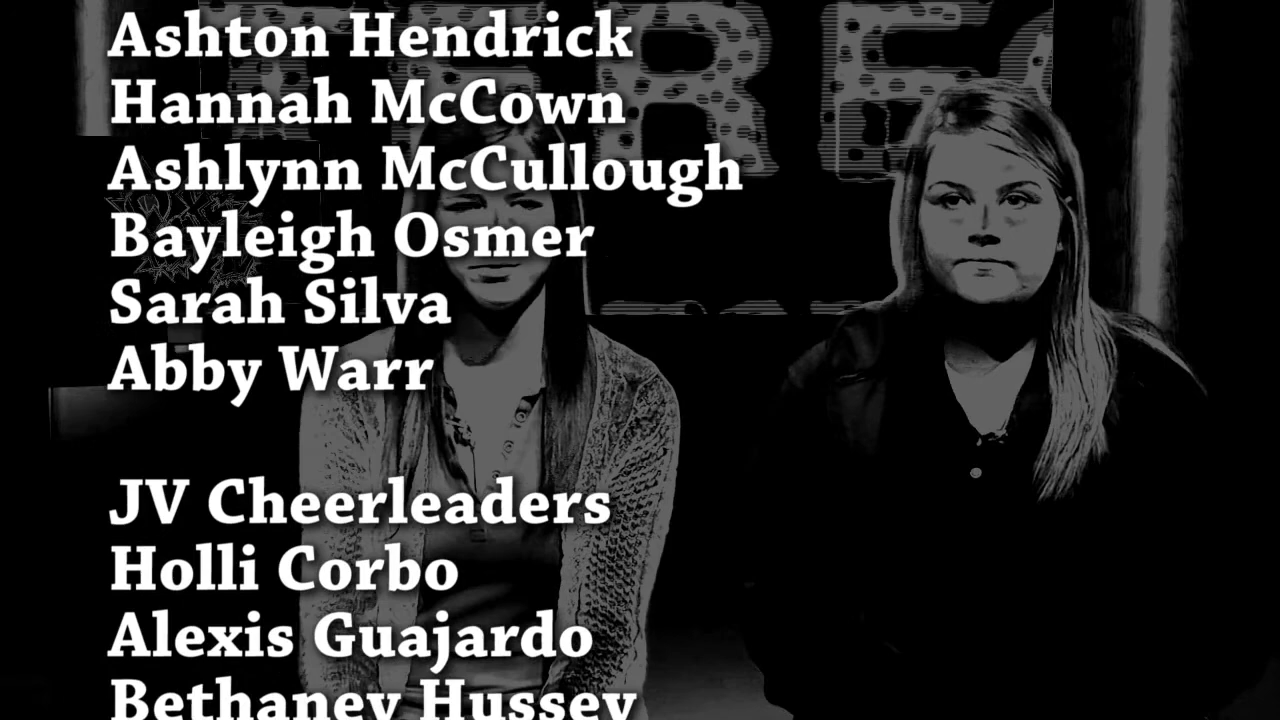 Ashton Hendrick
Hannah McCown
Ashlynn McCullough
Bayleigh Osmer
Sarah Silva
Abby Warr
JV Cheerleaders
Holli Corbo
Alexis Guajardo
Bethaney Hussey